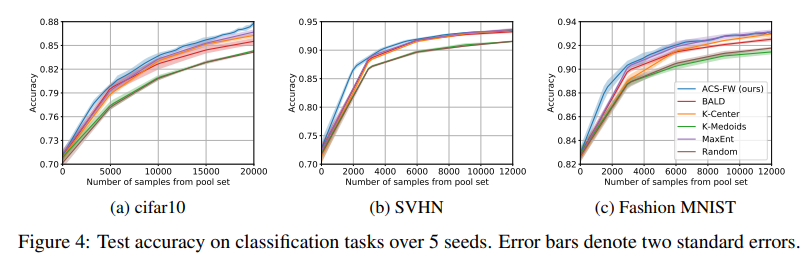 0.88
0.85
0.82
0.79
0.76
0.73
0.70
Accuracy
0 5000 10000 15000 20000
Number of samples from pool set
(a) cifar10
0.95
0.90
0.85
0.80
0.75
0.70
Accuracy
0 2000 4000 6000 8000 10000 12000
Number of samples from pool set
(b) SVHN
0.94
0.92
0.90
0.88
0.86
0.84
0.82
Accuracy
ACS-FW (ours)
BALD
K-Center
K-Medoids
MaxEnt
Random
0 2000 4000 6000 8000 10000 12000
Number of samples from pool set
(c) Fashion MNIST
Figure 4: Test accuracy on classification tasks over 5 seeds. Error bars denote two standard errors.